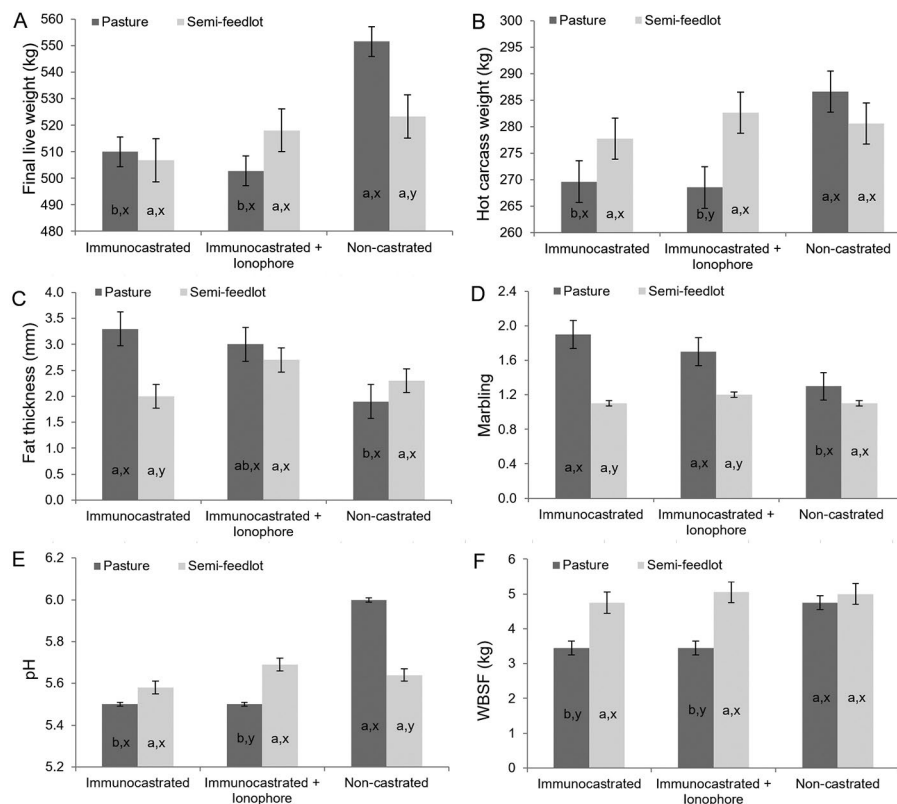 A
Pasture Semi-feedlot
Final live weight (kg)
560
550
540
530
520
510
500
490
480
b,x a,x b,x a,x a,x a,y
Immunocastrated Immunocastrated + Non-castrated
Ionophore
B
Pasture Semi-feedlot
Hot carcass weight (kg)
300
295
290
285
280
275
270
265
260
b,x a,x b,y a,x a,x a,x
Immunocastrated Immunocastrated + Non-castrated
Ionophore
C
Pasture Semi-feedlot
Fat thickness (mm)
4.0
3.5
3.0
2.5
2.0
1.5
1.0
0.5
0.0
a,x a,y ab,x a,x b,x a,x
Immunocastrated Immunocastrated + Non-castrated
Ionophore
D
Pasture Semi-feedlot
Marbling
2.4
2.0
1.6
1.2
0.8
0.4
0.0
a,x a,y a,x a,y b,x a,x
Immunocastrated Immunocastrated + Non-castrated
Ionophore
E
Pasture Semi-feedlot
pH
6.2
6.0
5.8
5.6
5.4
5.2
b,x a,x b,y a,x a,x a,y
Immunocastrated Immunocastrated + Non-castrated
Ionophore
F
Pasture Semi-feedlot
WBSF (kg)
6
5
4
3
2
1
0
b,y a,x b,y a,x a,x a,x
Immunocastrated Immunocastrated + Non-castrated
Ionophore